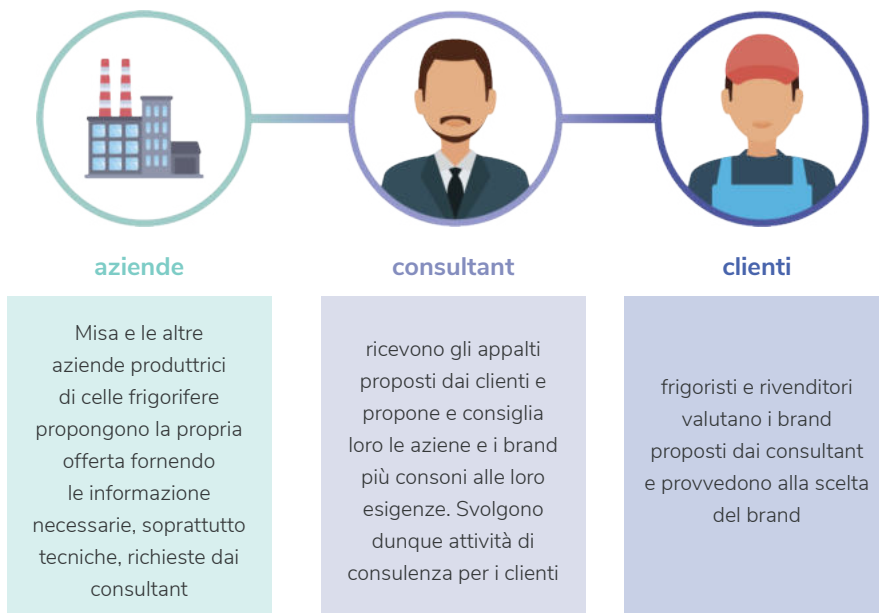 aziende
Misa e le altre
aziende produttrici
di celle frigorifere
propongono la propria
offerta fornendo
le informazione
necessarie, soprattutto
tecniche, richieste dai
consultant
consultant
ricevono gli appalti
proposti dai clienti e
propone e consiglia
loro le aziene e i brand
più consoni alle loro
esigenze. Svolgono
dunque attività di
consulenza per i clienti
clienti
frigoristi e rivenditori
valutano i brand
proposti dai consultant
e provvedono alla scelta
del brand